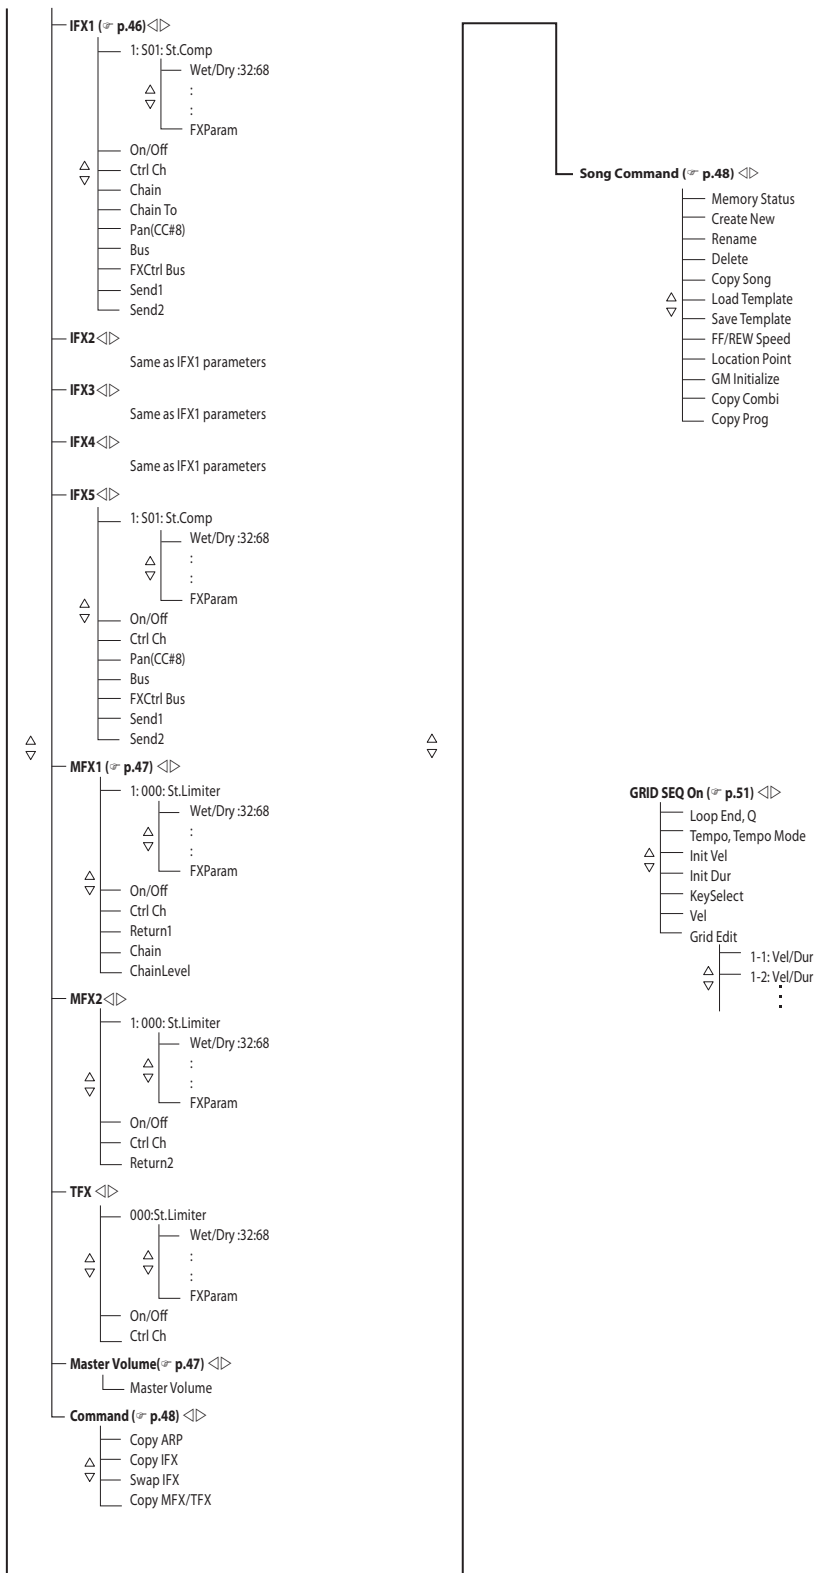 IFX1 (☞ p.46)◁▷
1: S01: St.Comp
Wet/Dry :32:68
:
:
FXParam
On/Off
Ctrl Ch
Chain
Chain To
Pan(CC#8)
Bus
FXCtrl Bus
Send1
Send2
IFX2◁▷
Same as IFX1 parameters
IFX3◁▷
Same as IFX1 parameters
IFX4◁▷
Same as IFX1 parameters
IFX5◁▷
1: S01: St.Comp
Wet/Dry :32:68
:
:
FXParam
On/Off
Ctrl Ch
Pan(CC#8)
Bus
FXCtrl Bus
Send1
Send2
MFX1 (☞ p.47) ◁▷
1: 000: St.Limiter
Wet/Dry :32:68
:
:
FXParam
On/Off
Ctrl Ch
Return1
Chain
ChainLevel
MFX2◁▷
1: 000: St.Limiter
Wet/Dry :32:68
:
:
FXParam
On/Off
Ctrl Ch
Return2
TFX ◁▷
000:St.Limiter
Wet/Dry :32:68
:
:
FXParam
On/Off
Ctrl Ch
Master Volume(☞ p.47) ◁▷
Master Volume
Command (☞ p.48) ◁▷
Copy ARP
Copy IFX
Swap IFX
Copy MFX/TFX
Song Command (☞ p.48) ◁▷
Memory Status
Create New
Rename
Delete
Copy Song
Load Template
Save Template
FF/REW Speed
Location Point
GM Initialize
Copy Combi
Copy Prog
GRID SEQ On (☞ p.51) ◁▷
Loop End, Q
Tempo, Tempo Mode
Init Vel
Init Dur
KeySelect
Vel
Grid Edit
1-1: Vel/Dur
1-2: Vel/Dur